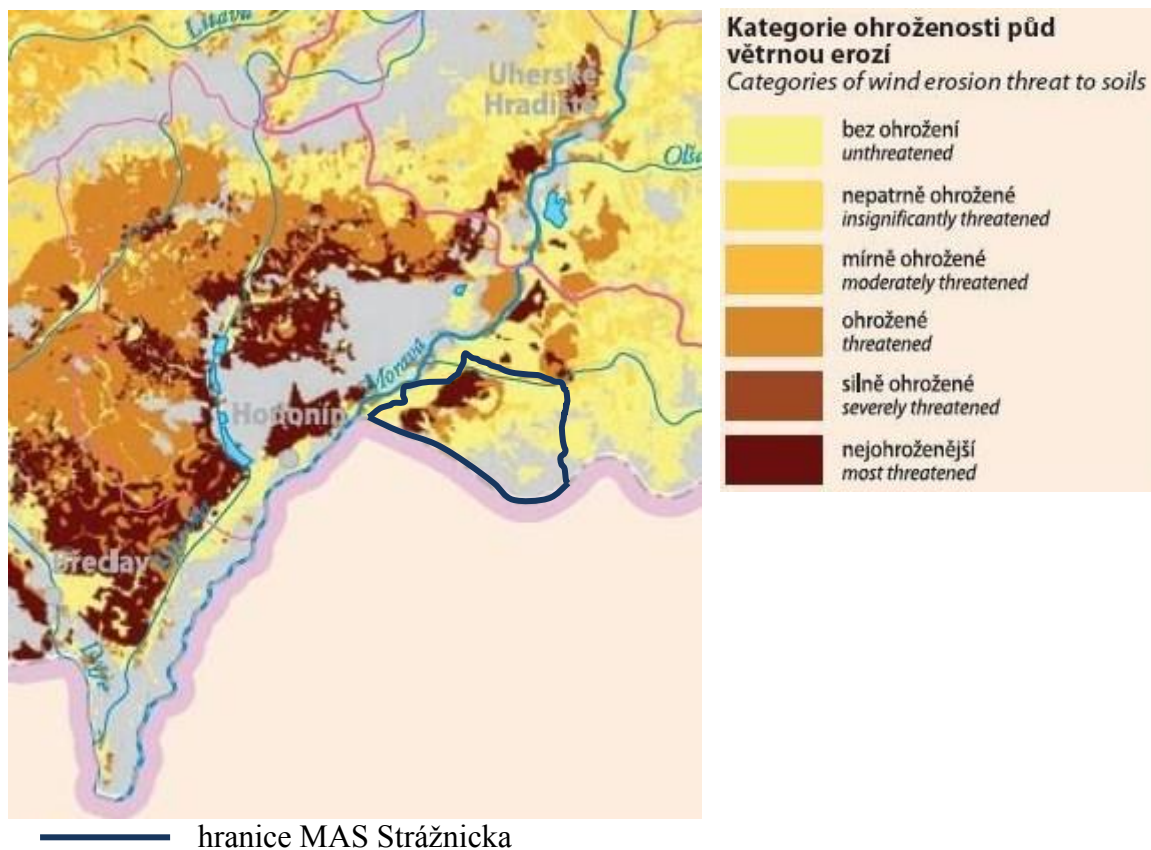 Litava
Uherské
Hradiště
Olša
Morava
Hodonín
Břeclav
Dyje
Kategorie ohroženosti půd
větrnou erozí
Categories of wind erosion threat to soils
bez ohrožení
unthreatened
nepatrně ohrožené
insignificantly threatened
mírně ohrožené
moderately threatened
ohrožené
threatened
silně ohrožené
severely threatened
nejohroženější
most threatened
hranice MAS Strážnicka